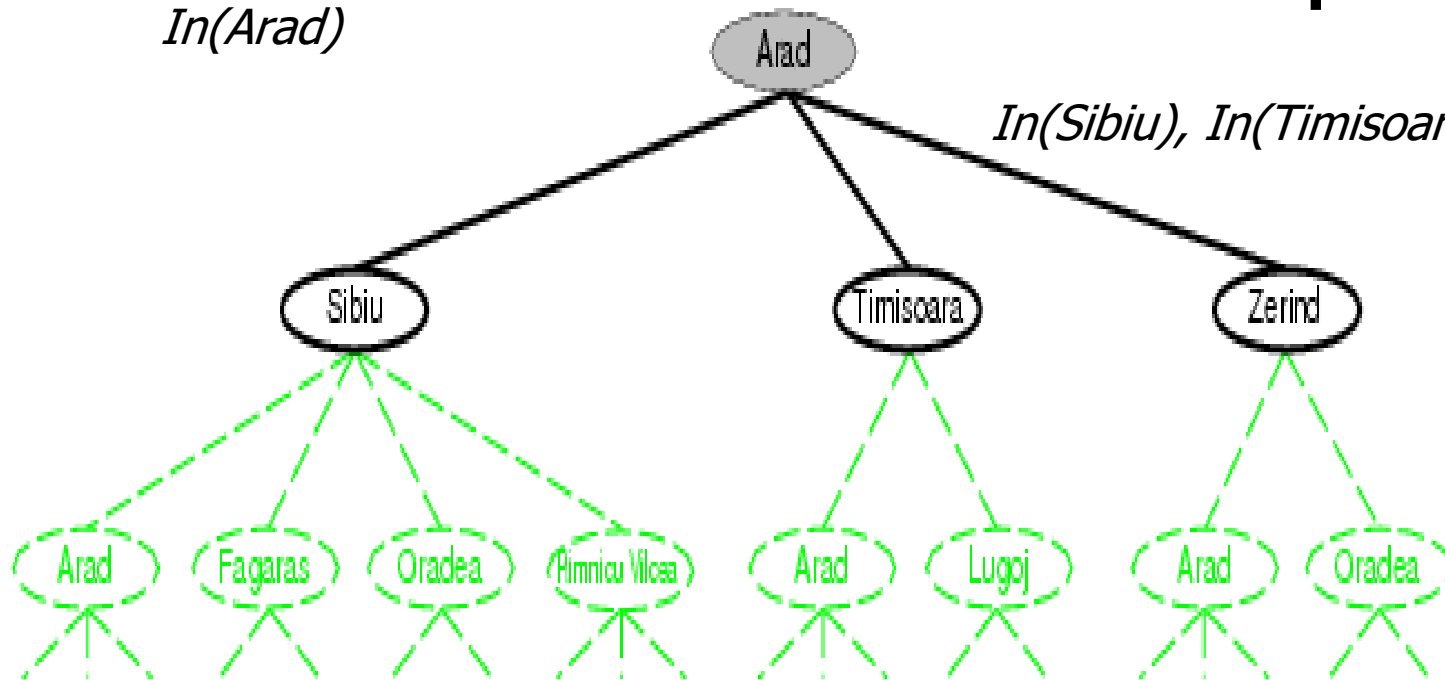 In(Arad)
Arad
In(Sibiu), In(Timisoar
Sibiu Timisoara Zerind
Arad Fagaras Oradea Rimnicu Vilcea Arad Lugoj Arad Oradea